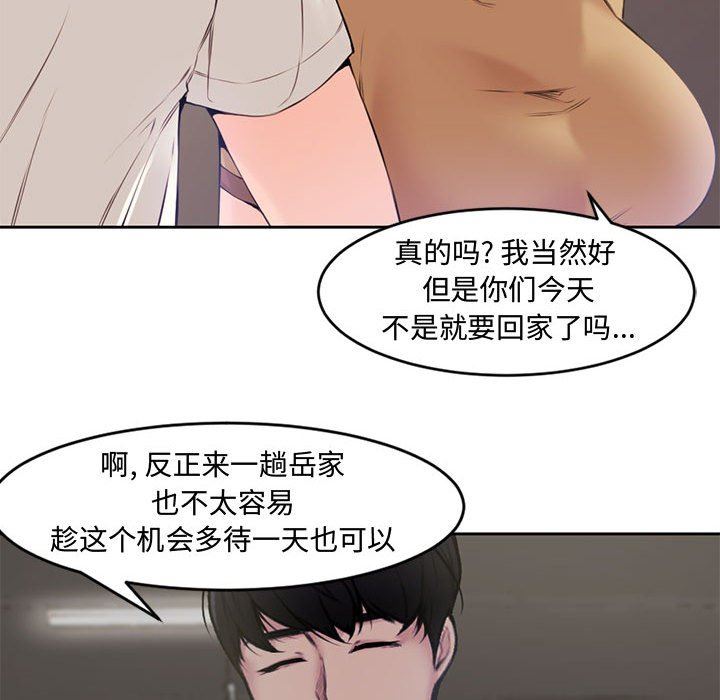 真的吗? 我当然好
但是你们今天
不是就要回家了吗...
啊, 反正来一趟岳家
也不太容易
趁这个机会多待一天也可以